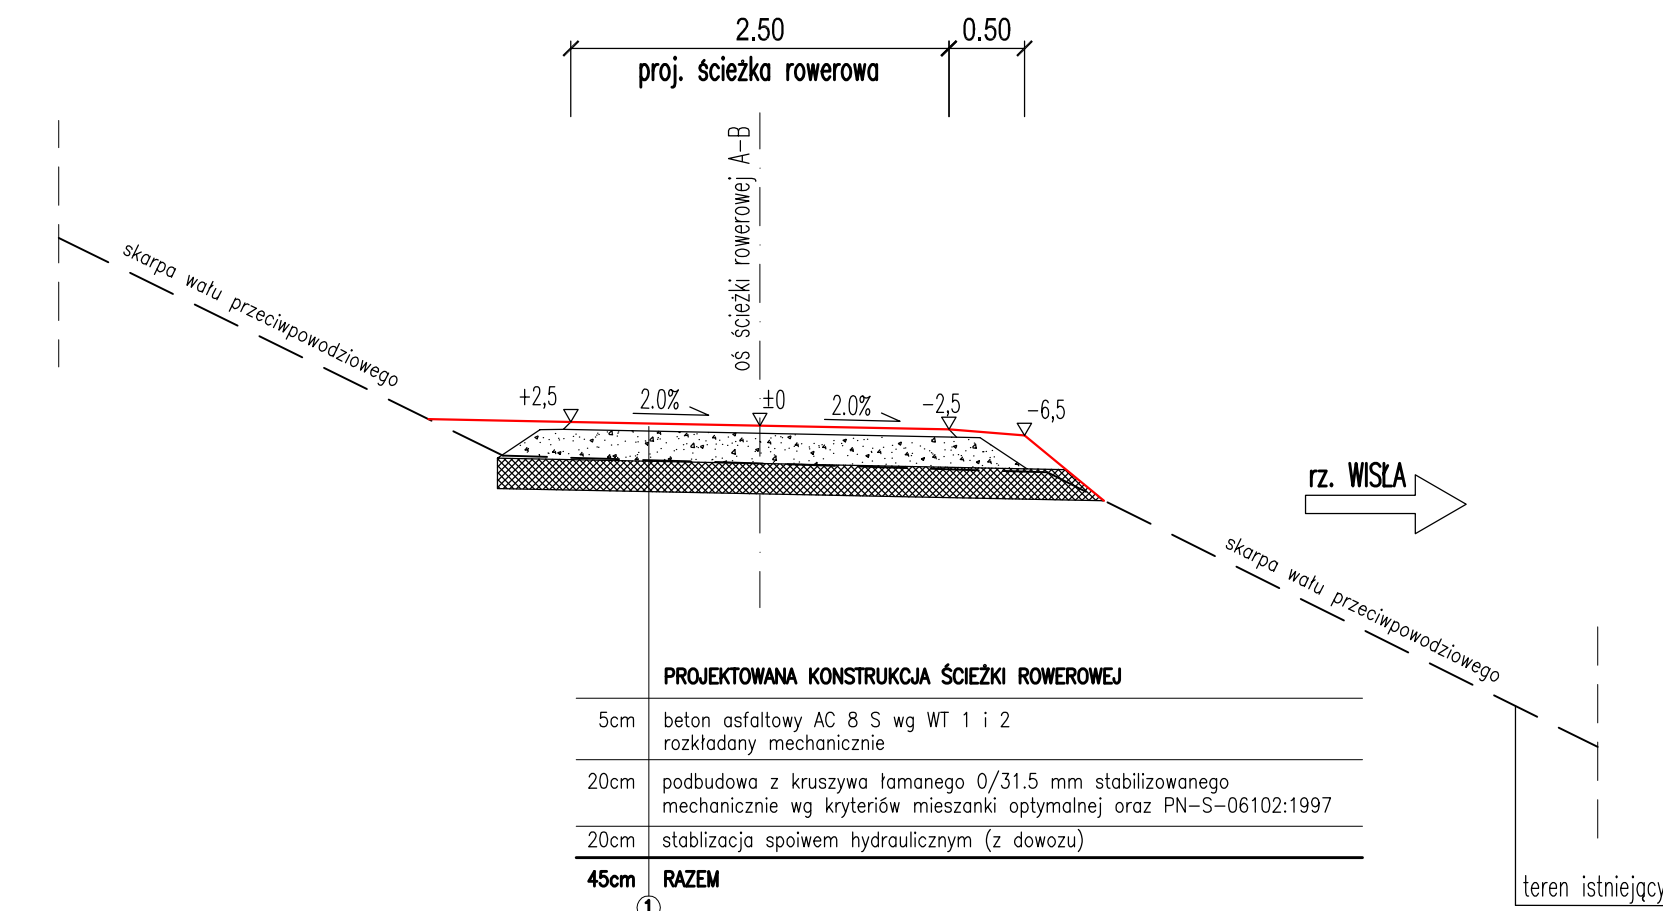 2.50
0.50
proj. ścieżka rowerowa
oś ścieżki rowerowej A-B
skarpa wału przeciwpowodziowego
+2,5
2.0%
±0
2.0%
-2,5
-6,5
rz. WISŁA
skarpa wału przeciwpowodziowego
PROJEKTOWANA KONSTRUKCJA ŚCIEŻKI ROWEROWEJ
5cm beton asfaltowy AC 8 S wg WT 1 i 2
rozkładany mechanicznie
20cm podbudowa z kruszywa łamanego 0/31.5 mm stabilizowanego
mechanicznie wg kryteriów mieszanki optymalnej oraz PN-S-06102:1997
20cm stablizacja spoiwem hydraulicznym (z dowozu)
45cm RAZEM
1
teren istniejący